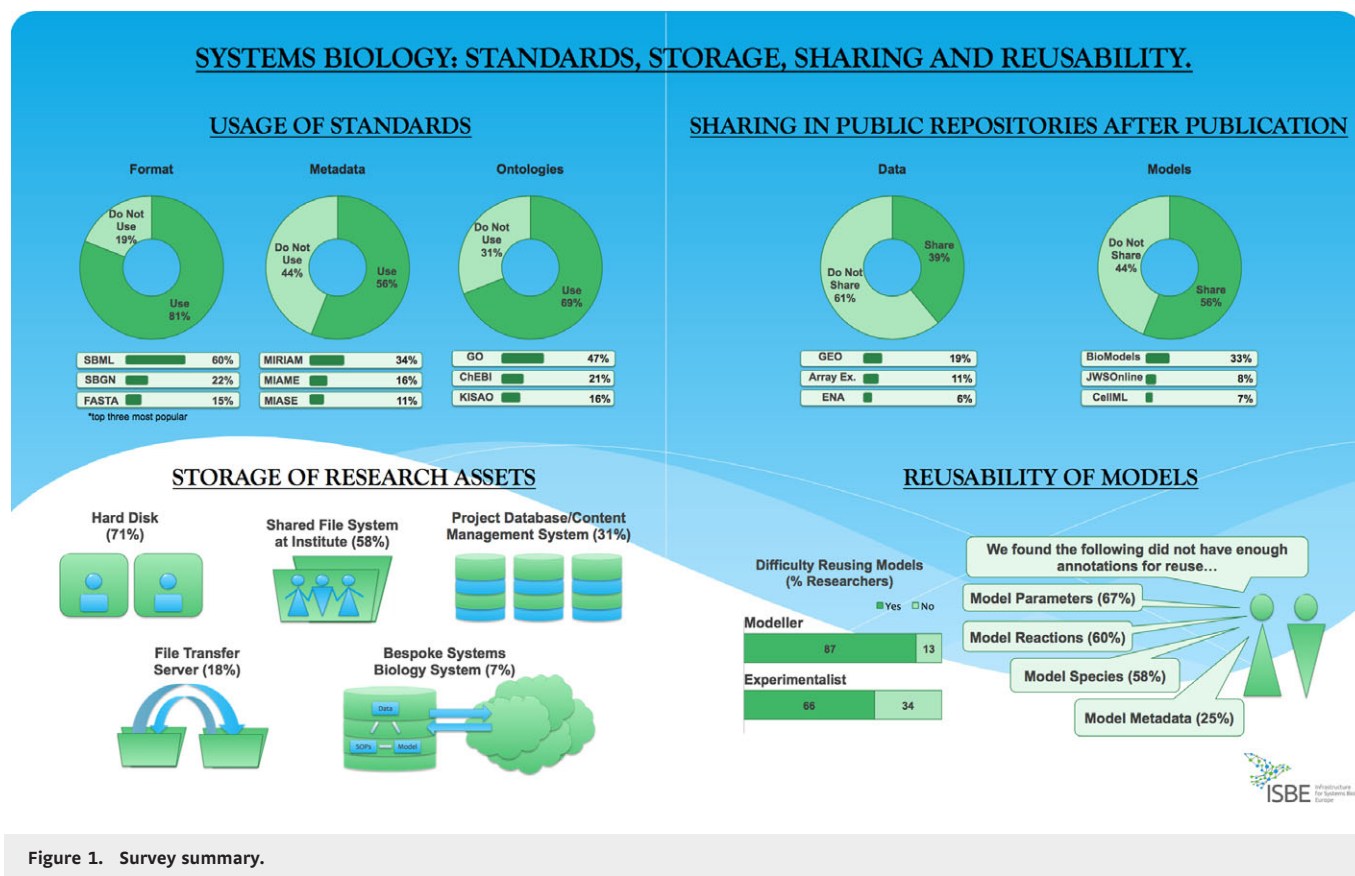 SYSTEMS BIOLOGY: STANDARDS, STORAGE, SHARING AND REUSABILITY.
USAGE OF STANDARDS
Format
Do Not
Use
19%
Use
81%
SBML 60%
SBGN 22%
FASTA 15%
*top three most popular
Metadata
Do Not
Use
44%
Use
56%
MIRIAM 34%
MIAME 16%
MIASE 11%
Ontologies
Do Not
Use
31%
Use
69%
GO 47%
ChEBI 21%
KISAO 16%
SHARING IN PUBLIC REPOSITORIES AFTER PUBLICATION
Data
Share
39%
Do Not
Share
61%
GEO 19%
Array Ex. 11%
ENA 6%
Models
Do Not
Share
44%
Share
56%
BioModels 33%
JWSOnline 8%
CellML 7%
STORAGE OF RESEARCH ASSETS
Hard Disk
(71%)
Shared File System
at Institute (58%)
Project Database/Content
Management System (31%)
File Transfer
Server (18%)
Bespoke Systems
Biology System (7%)
Data
SOPs
Model
REUSABILITY OF MODELS
Difficulty Reusing Models
(% Researchers)
Yes No
Modeller
87 13
Experimentalist
66 34
We found the following did not have enough
annotations for reuse...
Model Parameters (67%)
Model Reactions (60%)
Model Species (58%)
Model Metadata (25%)
ISBE
Infrastructure
for Systems
Europe
Figure 1. Survey summary.